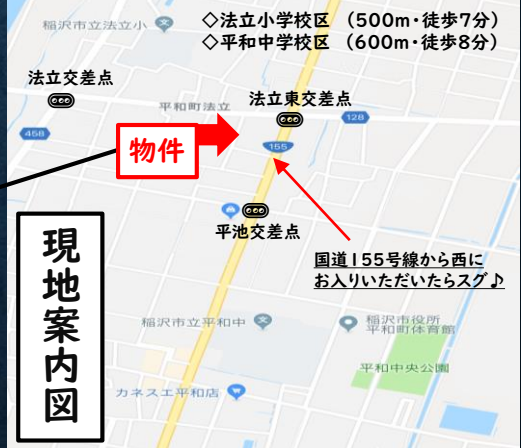 ◇法立小学校区 (500m・徒歩7分)
◇平和中学校区 (600m・徒歩8分)
稲沢市立法立小
法立交差点
法立東交差点
平和町法立
128
458
物件
155
平池交差点
国道155号線から西に
お入りいただいたらスグ♪
現地案内図
稲沢市立平和中
稲沢市役所
平和町体育館
平和中央公園
カネスエ平和店